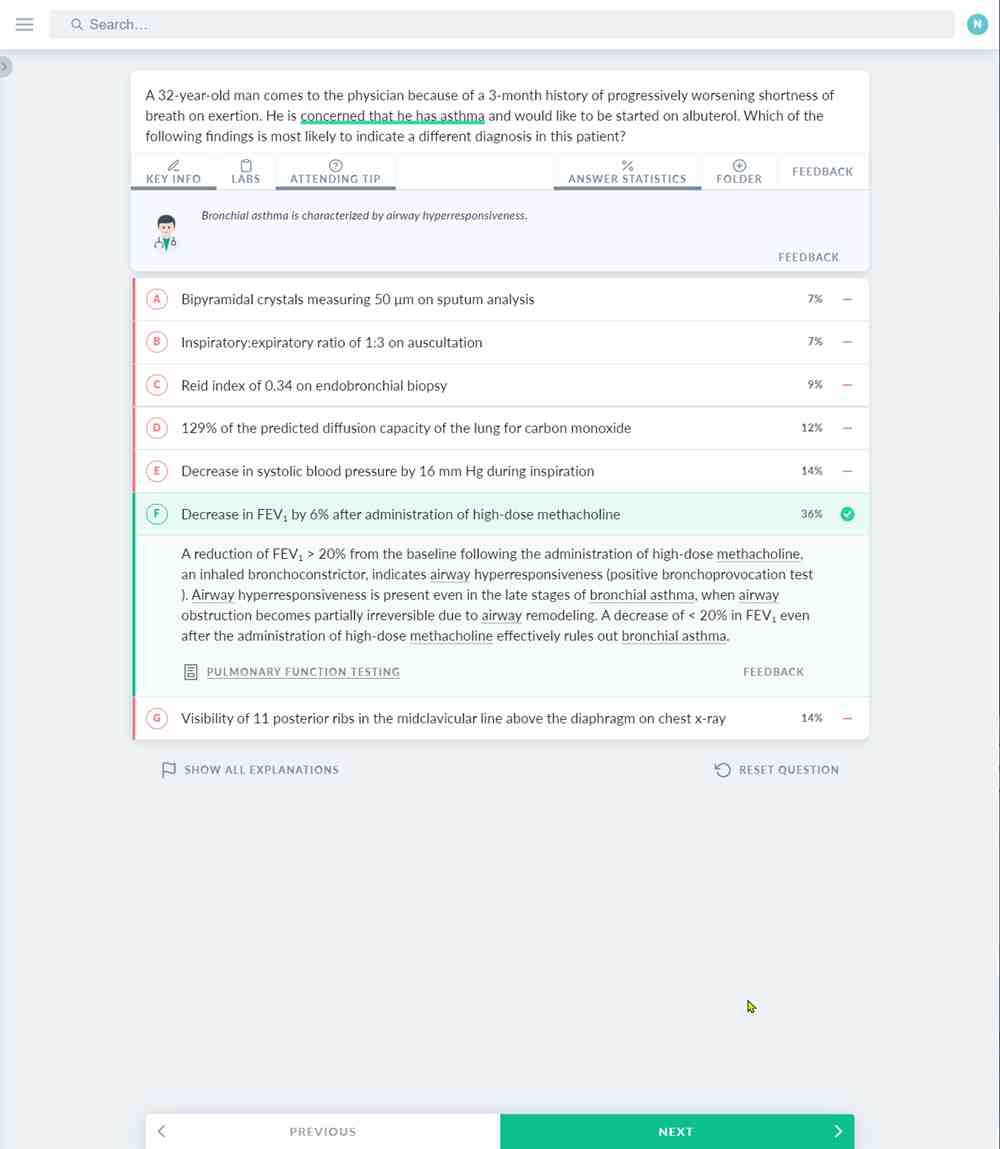 Search...
N
A 32-year-old man comes to the physician because of a 3-month history of progressively worsening shortness of
breath on exertion. He is concerned that he has asthma and would like to be started on albuterol. Which of the
following findings is most likely to indicate a different diagnosis in this patient?
KEY INFO LABS ATTENDING TIP ANSWER STATISTICS FOLDER FEEDBACK
Bronchial asthma is characterized by airway hyperresponsiveness.
FEEDBACK
A Bipyramidal crystals measuring 50 μm on sputum analysis 7% —
B Inspiratory:expiratory ratio of 1:3 on auscultation 7% —
C Reid index of 0.34 on endobronchial biopsy 9% —
D 129% of the predicted diffusion capacity of the lung for carbon monoxide 12% —
E Decrease in systolic blood pressure by 16 mm Hg during inspiration 14% —
F Decrease in FEV₁ by 6% after administration of high-dose methacholine 36%
A reduction of FEV₁ > 20% from the baseline following the administration of high-dose methacholine,
an inhaled bronchoconstrictor, indicates airway hyperresponsiveness (positive bronchoprovocation test
). Airway hyperresponsiveness is present even in the late stages of bronchial asthma, when airway
obstruction becomes partially irreversible due to airway remodeling. A decrease of < 20% in FEV₁ even
after the administration of high-dose methacholine effectively rules out bronchial asthma.
PULMONARY FUNCTION TESTING FEEDBACK
G Visibility of 11 posterior ribs in the midclavicular line above the diaphragm on chest x-ray 14% —
SHOW ALL EXPLANATIONS RESET QUESTION
PREVIOUS NEXT